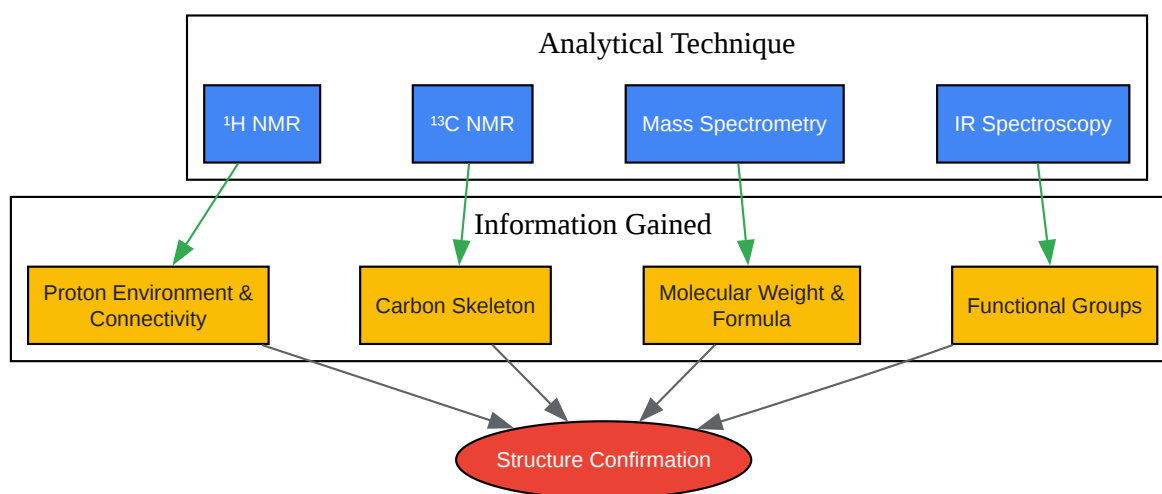 Analytical Technique
¹H NMR
¹³C NMR
Mass Spectrometry
IR Spectroscopy
Information Gained
Proton Environment &
Connectivity
Carbon Skeleton
Molecular Weight &
Formula
Functional Groups
Structure Confirmation